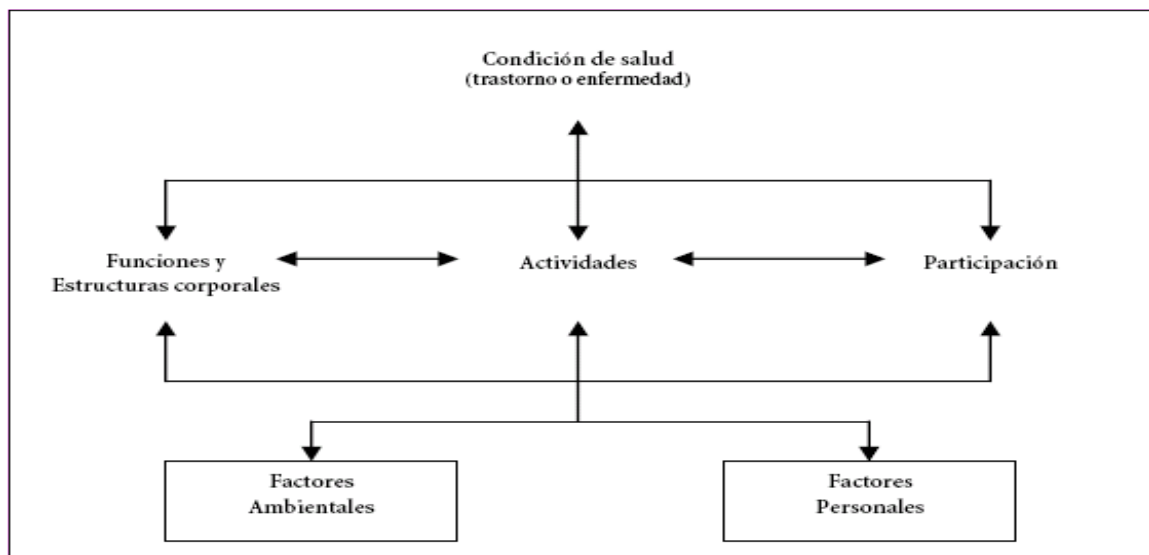 Condición de salud
(trastorno o enfermedad)
Funciones y
Estructuras corporales
Actividades
Participación
Factores
Ambientales
Factores
Personales